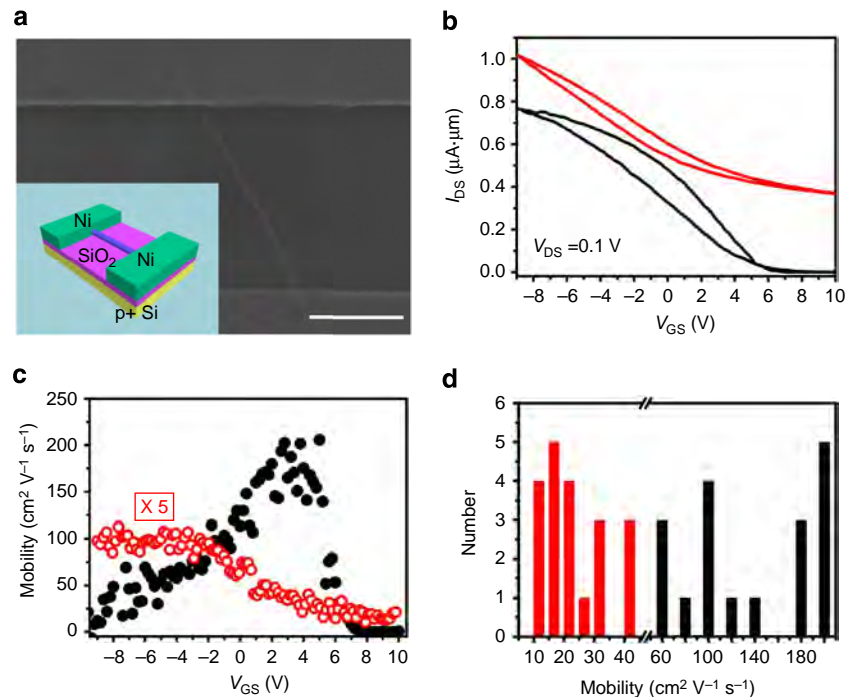 a
Ni
SiO2
Ni
p+ Si
b
1.0
0.8
0.6
0.4
0.2
0.0
IDS (μA·μm)
VDS =0.1 V
–8 –6 –4 –2 0 2 4 6 8 10
VGS (V)
c
250
200
150
100
50
0
Mobility (cm² V–1 s–1)
X 5
–8 –6 –4 –2 0 2 4 6 8 10
VGS (V)
d
6
5
4
3
2
1
0
Number
10 20 30 40 60 100 140 180
Mobility (cm² V–1 s–1)